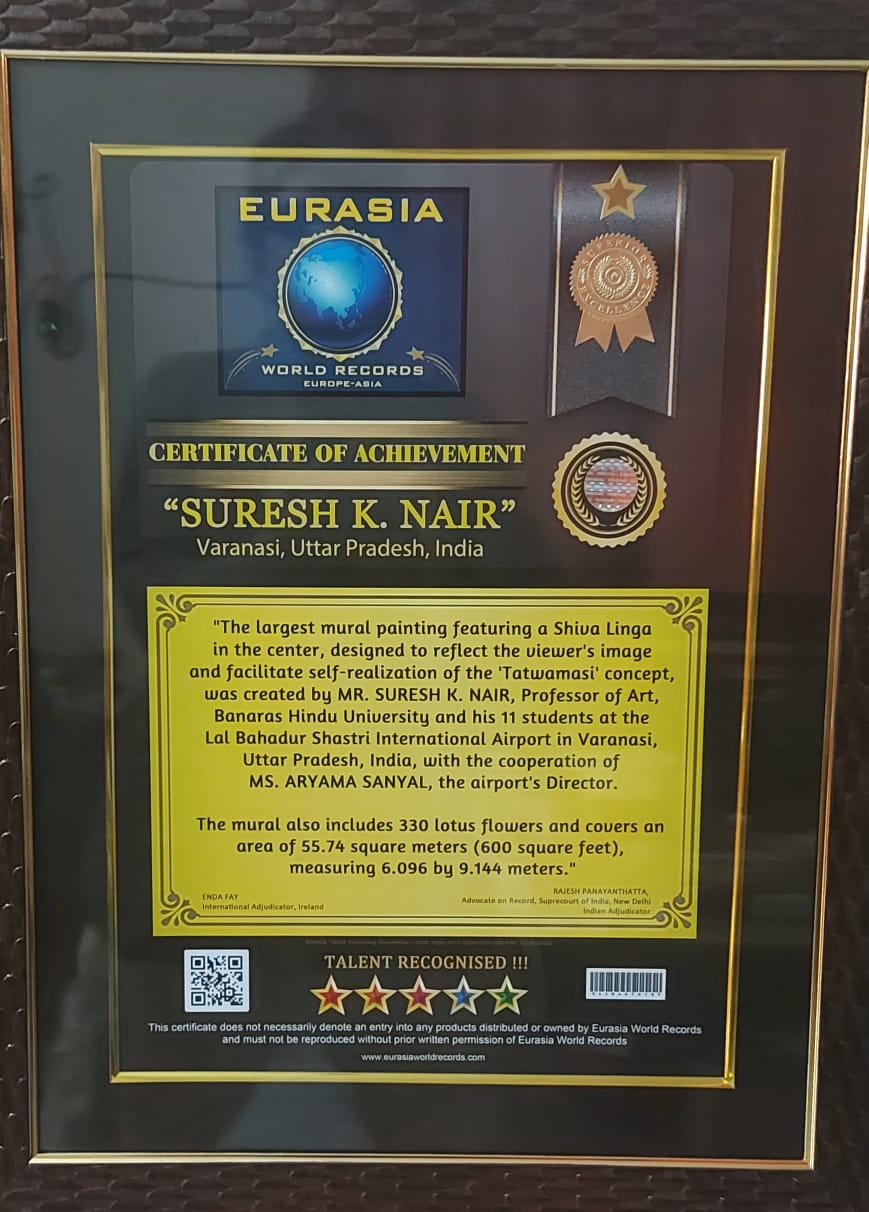 EURASIA
WORLD RECORDS
EUROPE-ASIA
SUPERIOR
EXCELLENCE
CERTIFICATE OF ACHIEVEMENT
“SURESH K. NAIR”
Varanasi, Uttar Pradesh, India
"The largest mural painting featuring a Shiva Linga
in the center, designed to reflect the viewer's image
and facilitate self-realization of the 'Tatwamasi' concept,
was created by MR. SURESH K. NAIR, Professor of Art,
Banaras Hindu University and his 11 students at the
Lal Bahadur Shastri International Airport in Varanasi,
Uttar Pradesh, India, with the cooperation of
MS. ARYAMA SANYAL, the airport's Director.
The mural also includes 330 lotus flowers and covers an
area of 55.74 square meters (600 square feet),
measuring 6.096 by 9.144 meters."
ENDA FAY
International Adjudicator, Ireland
RAJESH PANAYANTHATTA,
Advocate on Record, Suprecourt of India, New Delhi
Indian Adjudicator
TALENT RECOGNISED !!!
This certificate does not necessarily denote an entry into any products distributed or owned by Eurasia World Records
and must not be reproduced without prior written permission of Eurasia World Records
www.eurasiaworldrecords.com